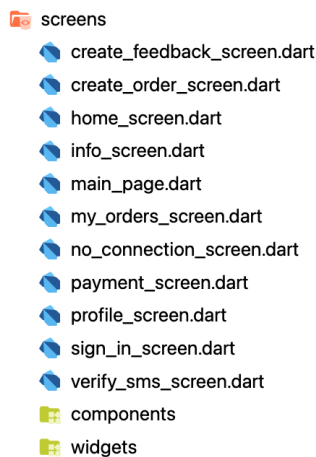 screens
create_feedback_screen.dart
create_order_screen.dart
home_screen.dart
info_screen.dart
main_page.dart
my_orders_screen.dart
no_connection_screen.dart
payment_screen.dart
profile_screen.dart
sign_in_screen.dart
verify_sms_screen.dart
components
widgets